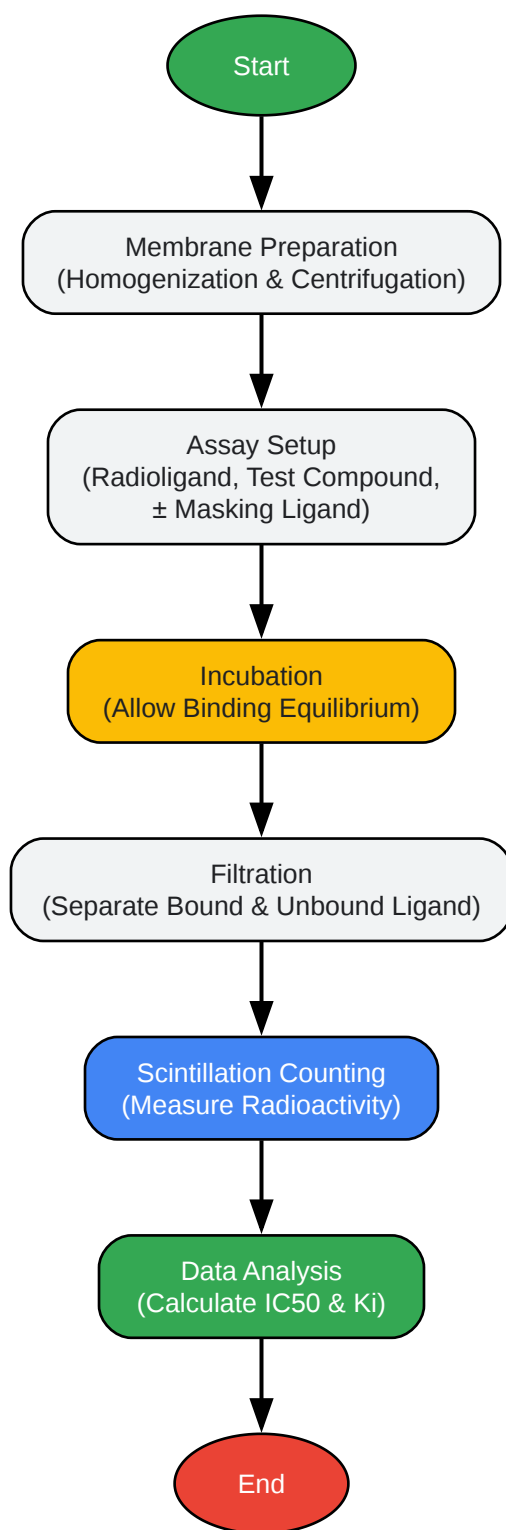 Start
Membrane Preparation
(Homogenization & Centrifugation)
Assay Setup
(Radioligand, Test Compound,
± Masking Ligand)
Incubation
(Allow Binding Equilibrium)
Filtration
(Separate Bound & Unbound Ligand)
Scintillation Counting
(Measure Radioactivity)
Data Analysis
(Calculate IC50 & Ki)
End